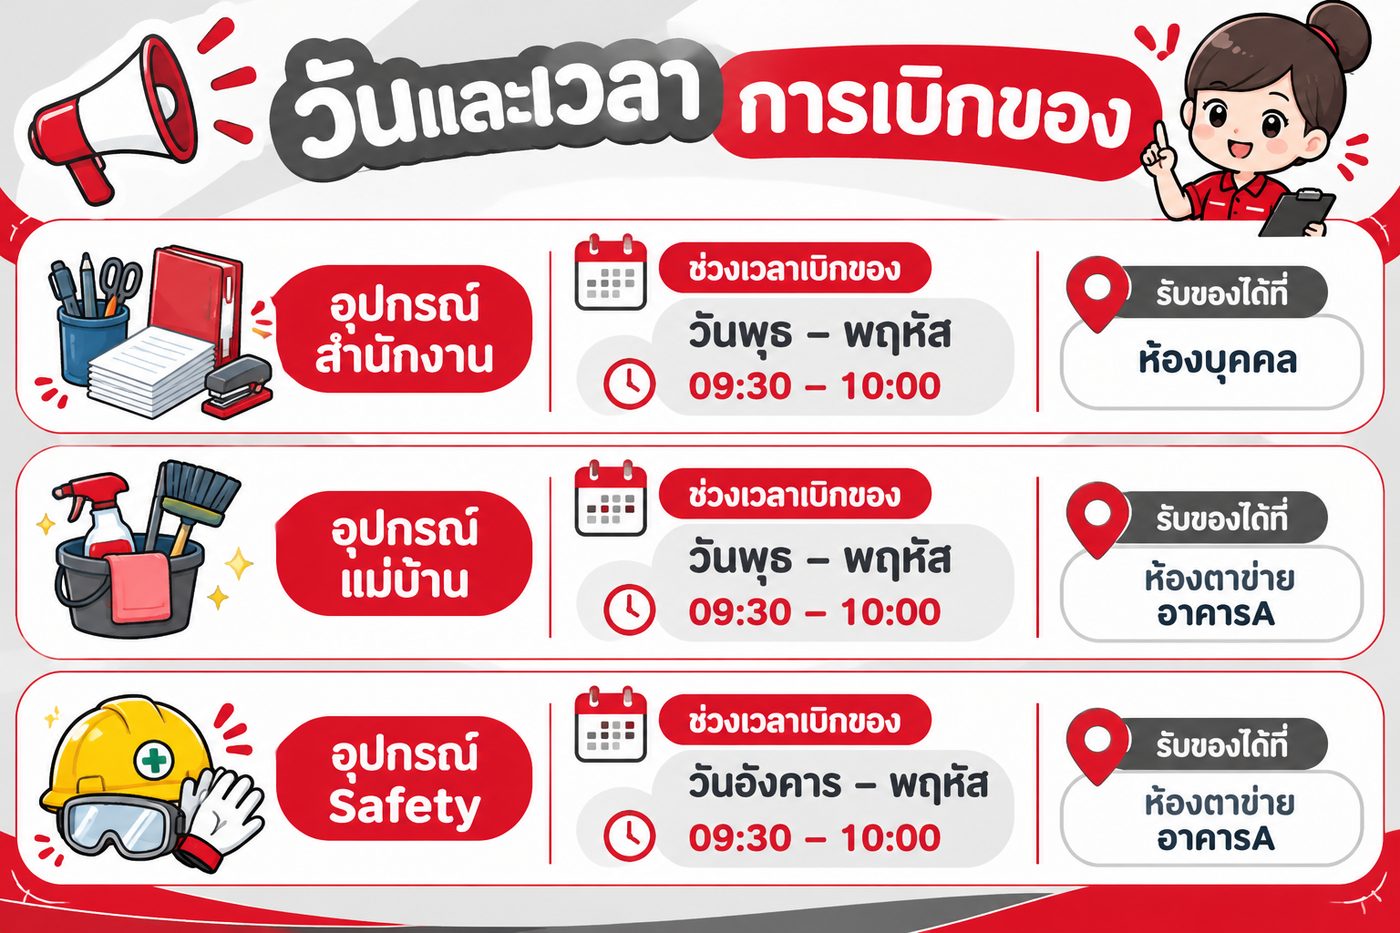 วันและเวลา การเบิกของ
อุปกรณ์
สำนักงาน
ช่วงเวลาเบิกของ
วันพุธ – พฤหัส
09:30 – 10:00
รับของได้ที่
ห้องบุคคล
อุปกรณ์
แม่บ้าน
ช่วงเวลาเบิกของ
วันพุธ – พฤหัส
09:30 – 10:00
รับของได้ที่
ห้องตาข่าย
อาคารA
อุปกรณ์
Safety
ช่วงเวลาเบิกของ
วันอังคาร – พฤหัส
09:30 – 10:00
รับของได้ที่
ห้องตาข่าย
อาคารA